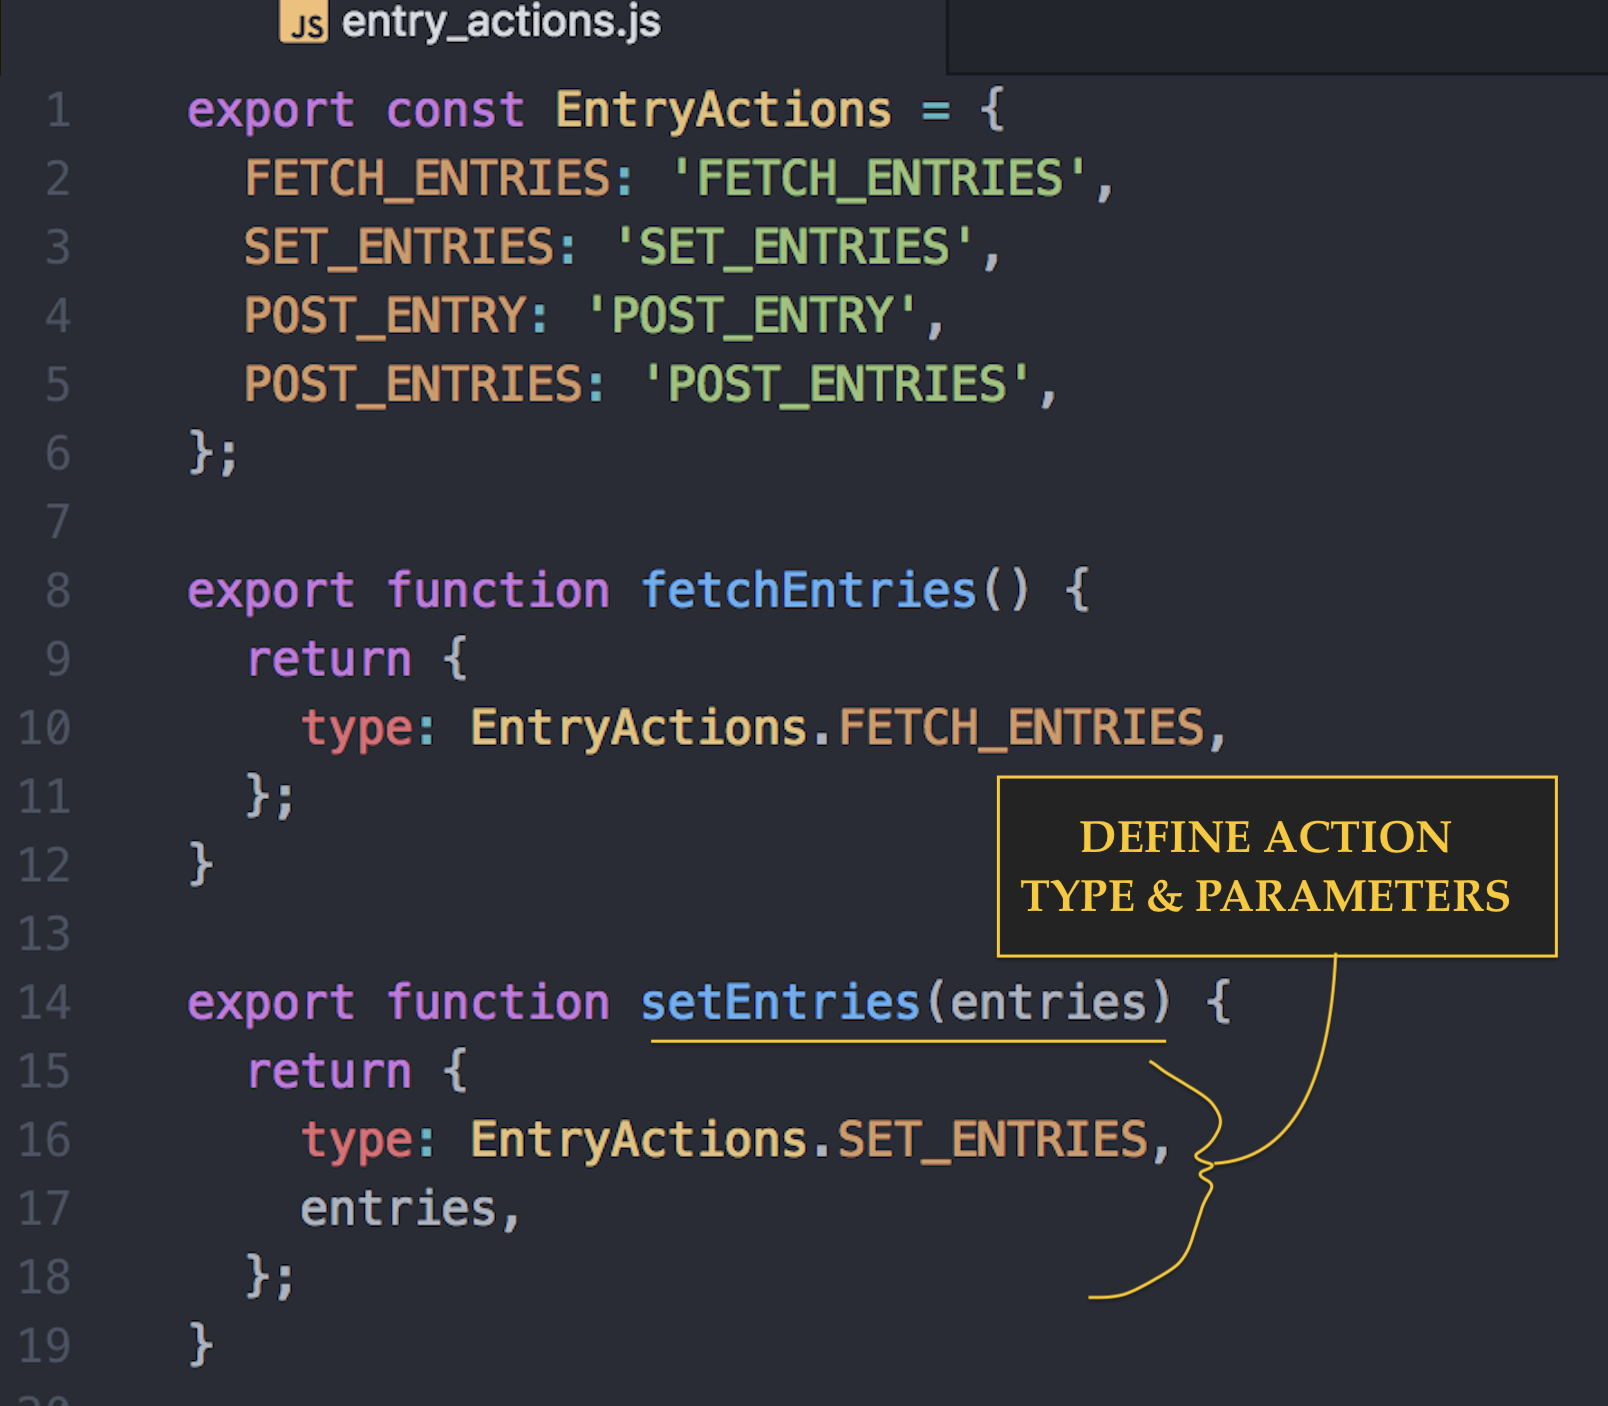 JS entry_actions.js
1 export const EntryActions = {
2 FETCH_ENTRIES: 'FETCH_ENTRIES',
3 SET_ENTRIES: 'SET_ENTRIES',
4 POST_ENTRY: 'POST_ENTRY',
5 POST_ENTRIES: 'POST_ENTRIES',
6 };
7
8 export function fetchEntries() {
9 return {
10 type: EntryActions.FETCH_ENTRIES,
11 };
12 }
13
DEFINE ACTION
TYPE & PARAMETERS
14 export function setEntries(entries) {
15 return {
16 type: EntryActions.SET_ENTRIES,
17 entries,
18 };
19 }